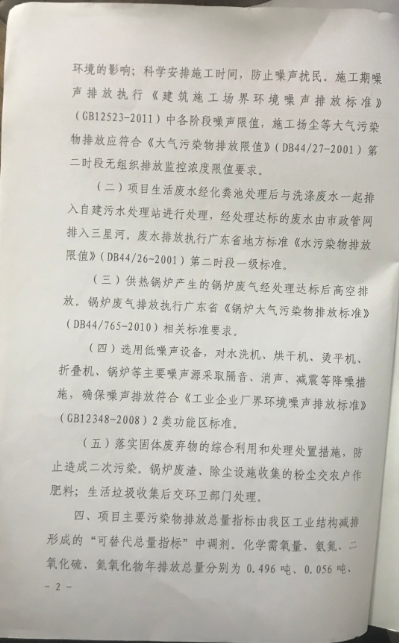 环境的影响；科学安排施工时间，防止噪声扰民。施工期噪
声排放执行《建筑施工场界环境噪声排放标准》
(GB12523-2011)中各阶段噪声限值，施工扬尘等大气污染
物排放应符合《大气污染物排放限值》(DB44/27-2001)第
二时段无组织排放监控浓度限值要求。
（二）项目生活废水经化粪池处理后与洗涤废水一起排
入自建污水处理站进行处理，经处理达标的废水由市政管网
排入三星河，废水排放执行广东省地方标准《水污染物排放
限值》(DB44/26-2001)第二时段一级标准。
（三）供热锅炉产生的锅炉废气经处理达标后高空排
放。锅炉废气排放执行广东省《锅炉大气污染物排放标准》
(DB44/765-2010)相关标准要求。
（四）选用低噪声设备，对水洗机、烘干机、烫平机、
折叠机、锅炉等主要噪声源采取隔音、消声、减震等降噪措
施，确保噪声排放符合《工业企业厂界环境噪声排放标准》
(GB12348-2008)2类功能区标准。
（五）落实固体废弃物的综合利用和处理处置措施，防
止造成二次污染。锅炉废渣、除尘设施收集的粉尘交农户作
肥料；生活垃圾收集后交环卫部门处理。
四、项目主要污染物排放总量指标由我区工业结构减排
形成的“可替代总量指标”中调剂。化学需氧量、氨氮、二
氧化硫、氮氧化物年排放总量分别为0.496吨、0.056吨、
- 2 -